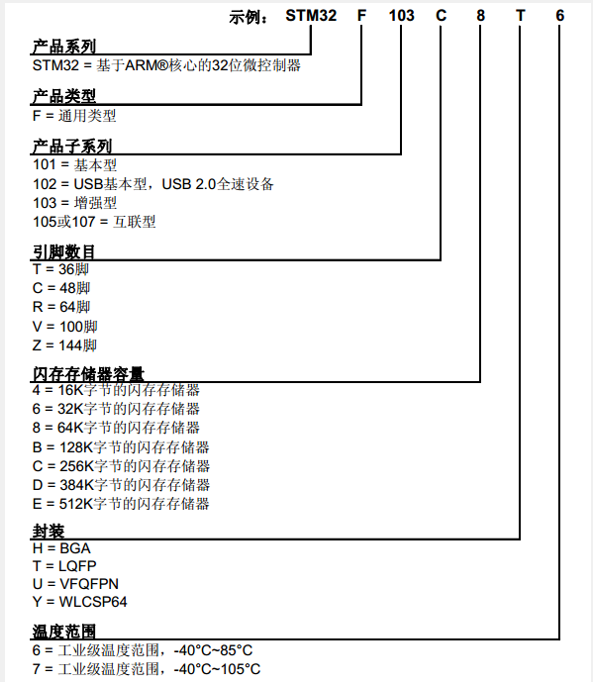 示例： STM32 F 103 C 8 T 6
产品系列
STM32 = 基于ARM®核心的32位微控制器
产品类型
F = 通用类型
产品子系列
101 = 基本型
102 = USB基本型，USB 2.0全速设备
103 = 增强型
105或107 = 互联型
引脚数目
T = 36脚
C = 48脚
R = 64脚
V = 100脚
Z = 144脚
闪存存储器容量
4 = 16K字节的闪存存储器
6 = 32K字节的闪存存储器
8 = 64K字节的闪存存储器
B = 128K字节的闪存存储器
C = 256K字节的闪存存储器
D = 384K字节的闪存存储器
E = 512K字节的闪存存储器
封装
H = BGA
T = LQFP
U = VFQFPN
Y = WLCSP64
温度范围
6 = 工业级温度范围，-40°C~85°C
7 = 工业级温度范围，-40°C~105°C